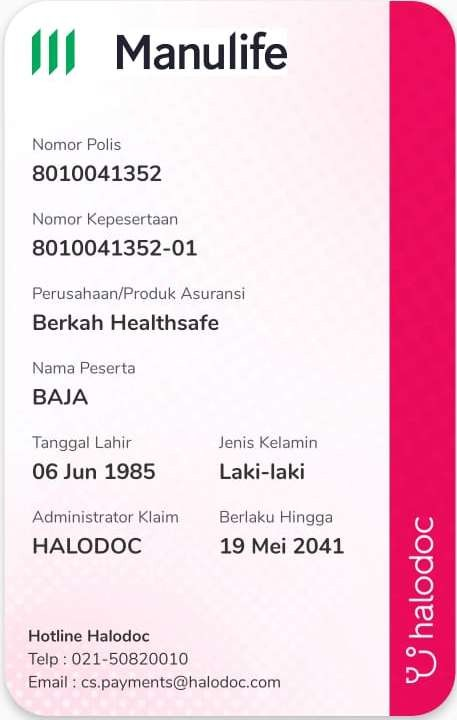 Manulife
Nomor Polis
8010041352
Nomor Kepesertaan
8010041352-01
Perusahaan/Produk Asuransi
Berkah Healthsafe
Nama Peserta
BAJA
Tanggal Lahir
06 Jun 1985
Jenis Kelamin
Laki-laki
Administrator Klaim
HALODOC
Berlaku Hingga
19 Mei 2041
Hotline Halodoc
Telp : 021-50820010
Email : cs.payments@halodoc.com
halodoc